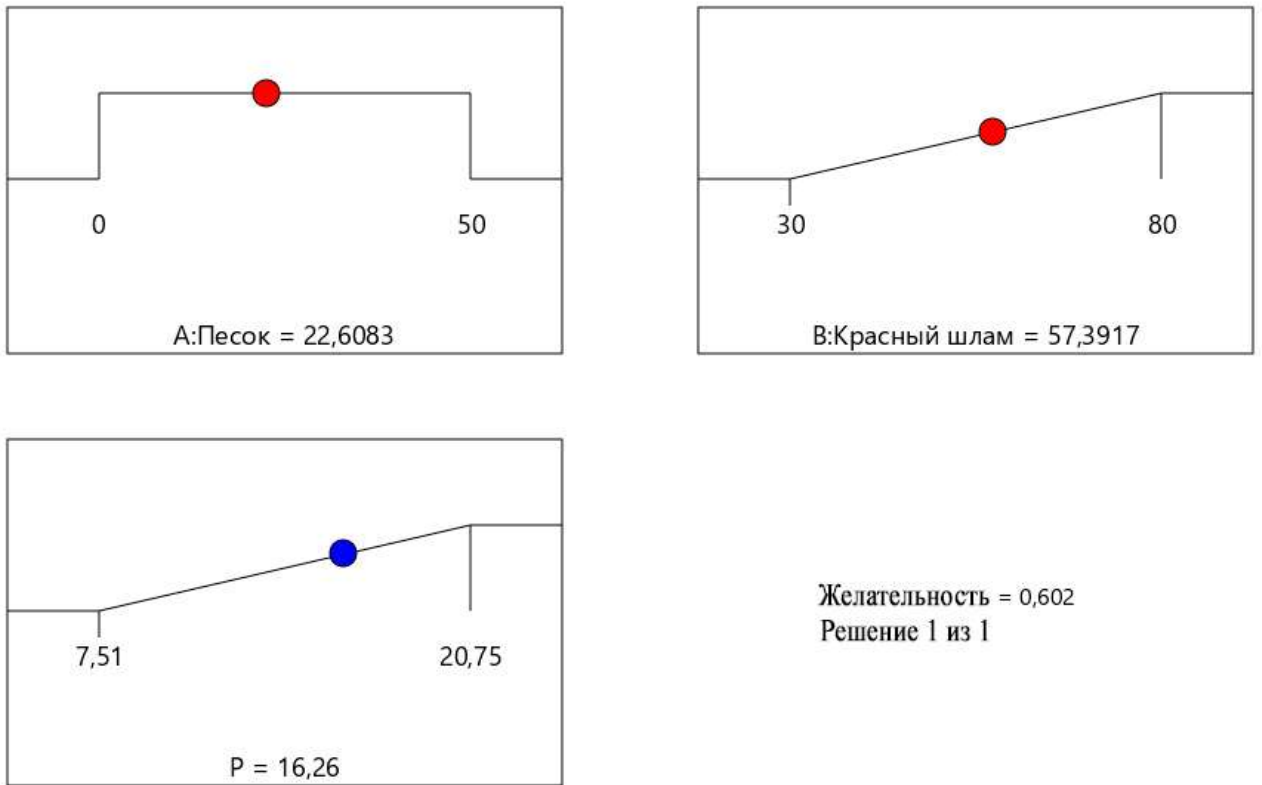 0 50
А:Песок = 22,6083
30 80
В:Красный шлам = 57,3917
7,51 20,75
Р = 16,26
Желательность = 0,602
Решение 1 из 1